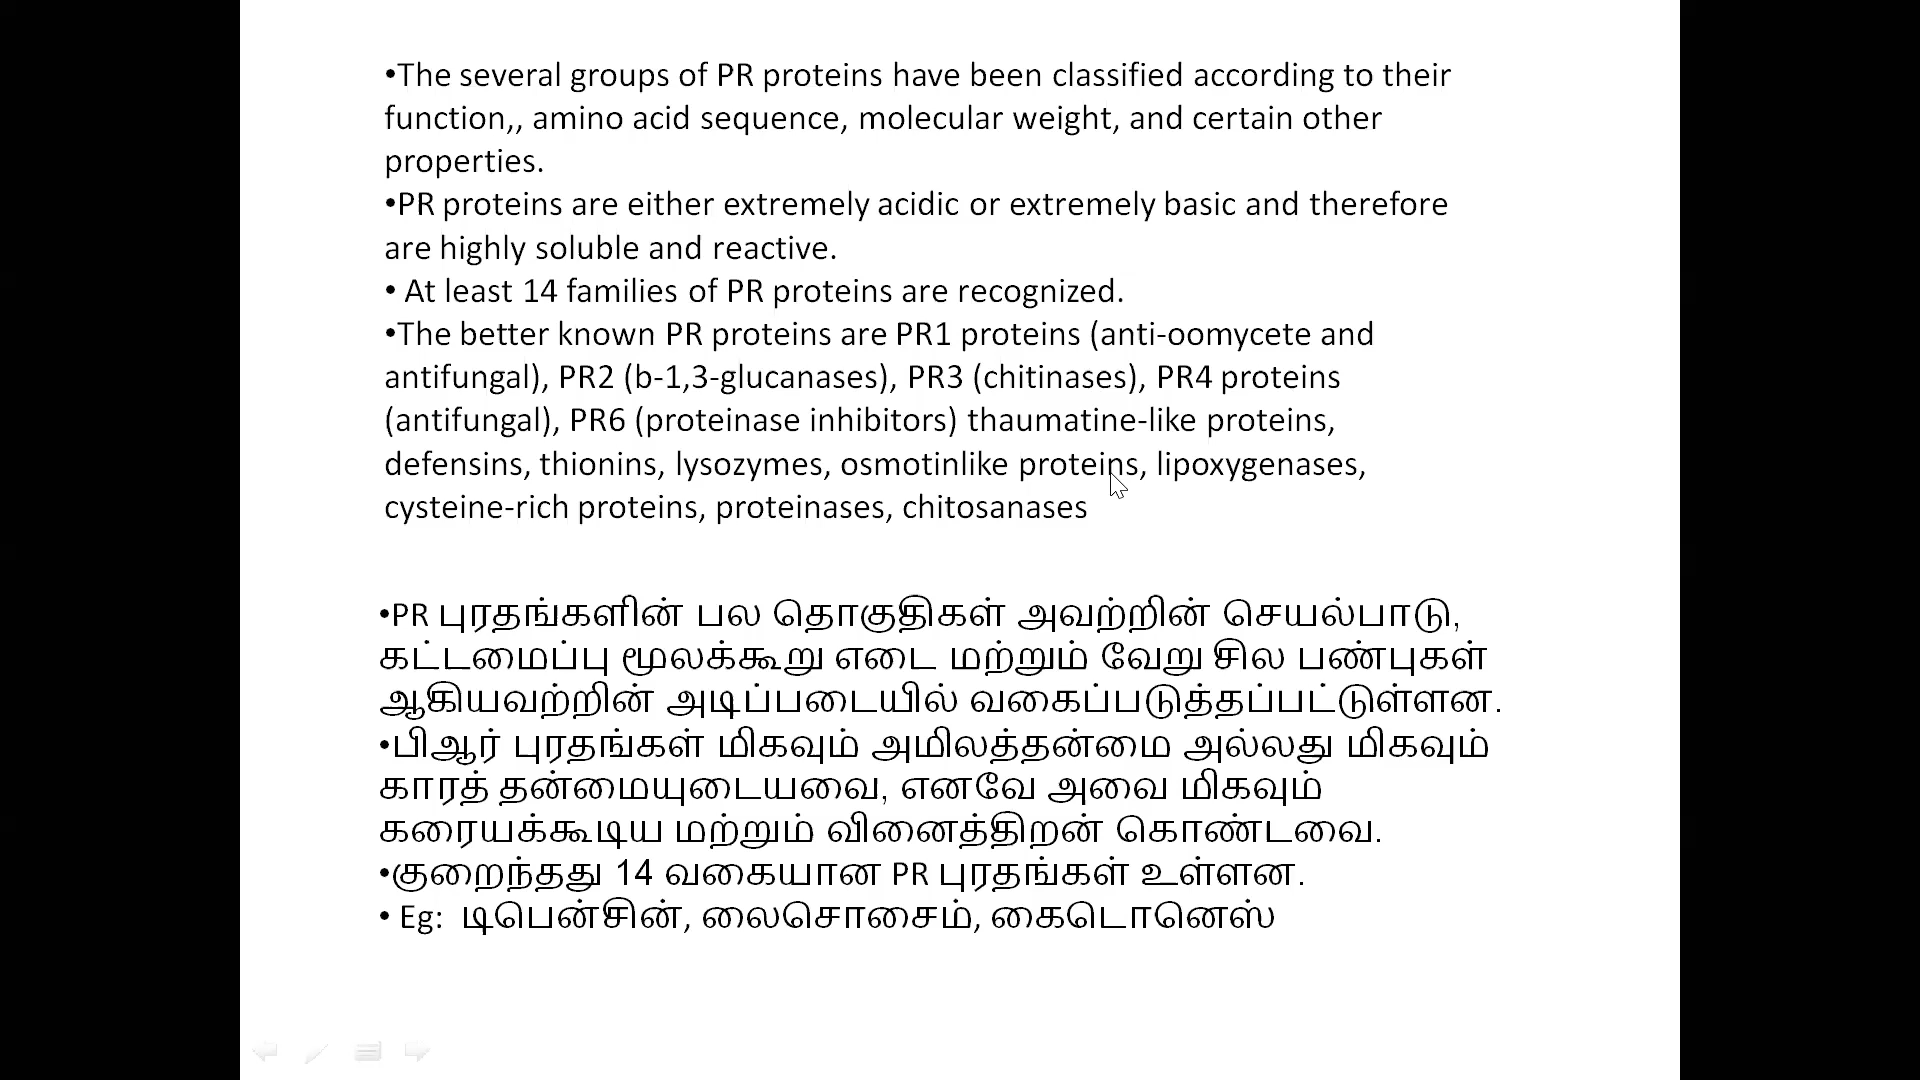 •The several groups of PR proteins have been classified according to their
function,, amino acid sequence, molecular weight, and certain other
properties.
•PR proteins are either extremely acidic or extremely basic and therefore
are highly soluble and reactive.
• At least 14 families of PR proteins are recognized.
•The better known PR proteins are PR1 proteins (anti-oomycete and
antifungal), PR2 (b-1,3-glucanases), PR3 (chitinases), PR4 proteins
(antifungal), PR6 (proteinase inhibitors) thaumatine-like proteins,
defensins, thionins, lysozymes, osmotinlike proteins, lipoxygenases,
cysteine-rich proteins, proteinases, chitosanases
•PR புரதங்களின் பல தொகுதிகள் அவற்றின் செயல்பாடு,
கட்டமைப்பு மூலக்கூறு எடை மற்றும் வேறு சில பண்புகள்
ஆகியவற்றின் அடிப்படையில் வகைப்படுத்தப்பட்டுள்ளன.
•பிஆர் புரதங்கள் மிகவும் அமிலத்தன்மை அல்லது மிகவும்
காரத் தன்மையுடையவை, எனவே அவை மிகவும்
கரையக்கூடிய மற்றும் வினைத்திறன் கொண்டவை.
•குறைந்தது 14 வகையான PR புரதங்கள் உள்ளன.
• Eg: டிபென்சின், லைசொசைம், கைடொனெஸ்